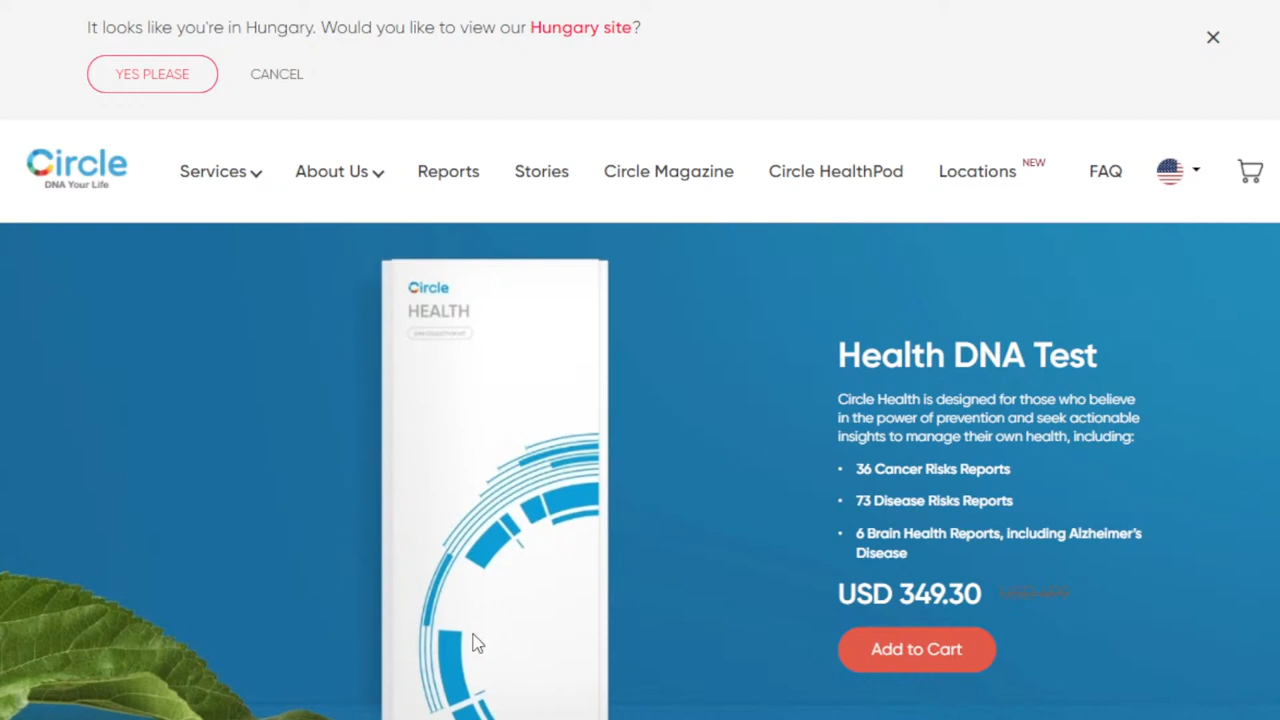 It looks like you're in Hungary. Would you like to view our Hungary site?
YES PLEASE
CANCEL
Circle
DNA Your Life
Services
About Us
Reports
Stories
Circle Magazine
Circle HealthPod
Locations NEW
FAQ
Circle
HEALTH
Health DNA Test
Circle Health is designed for those who believe
in the power of prevention and seek actionable
insights to manage their own health, including:
• 36 Cancer Risks Reports
• 73 Disease Risks Reports
• 6 Brain Health Reports, including Alzheimer's
Disease
USD 349.30
Add to Cart